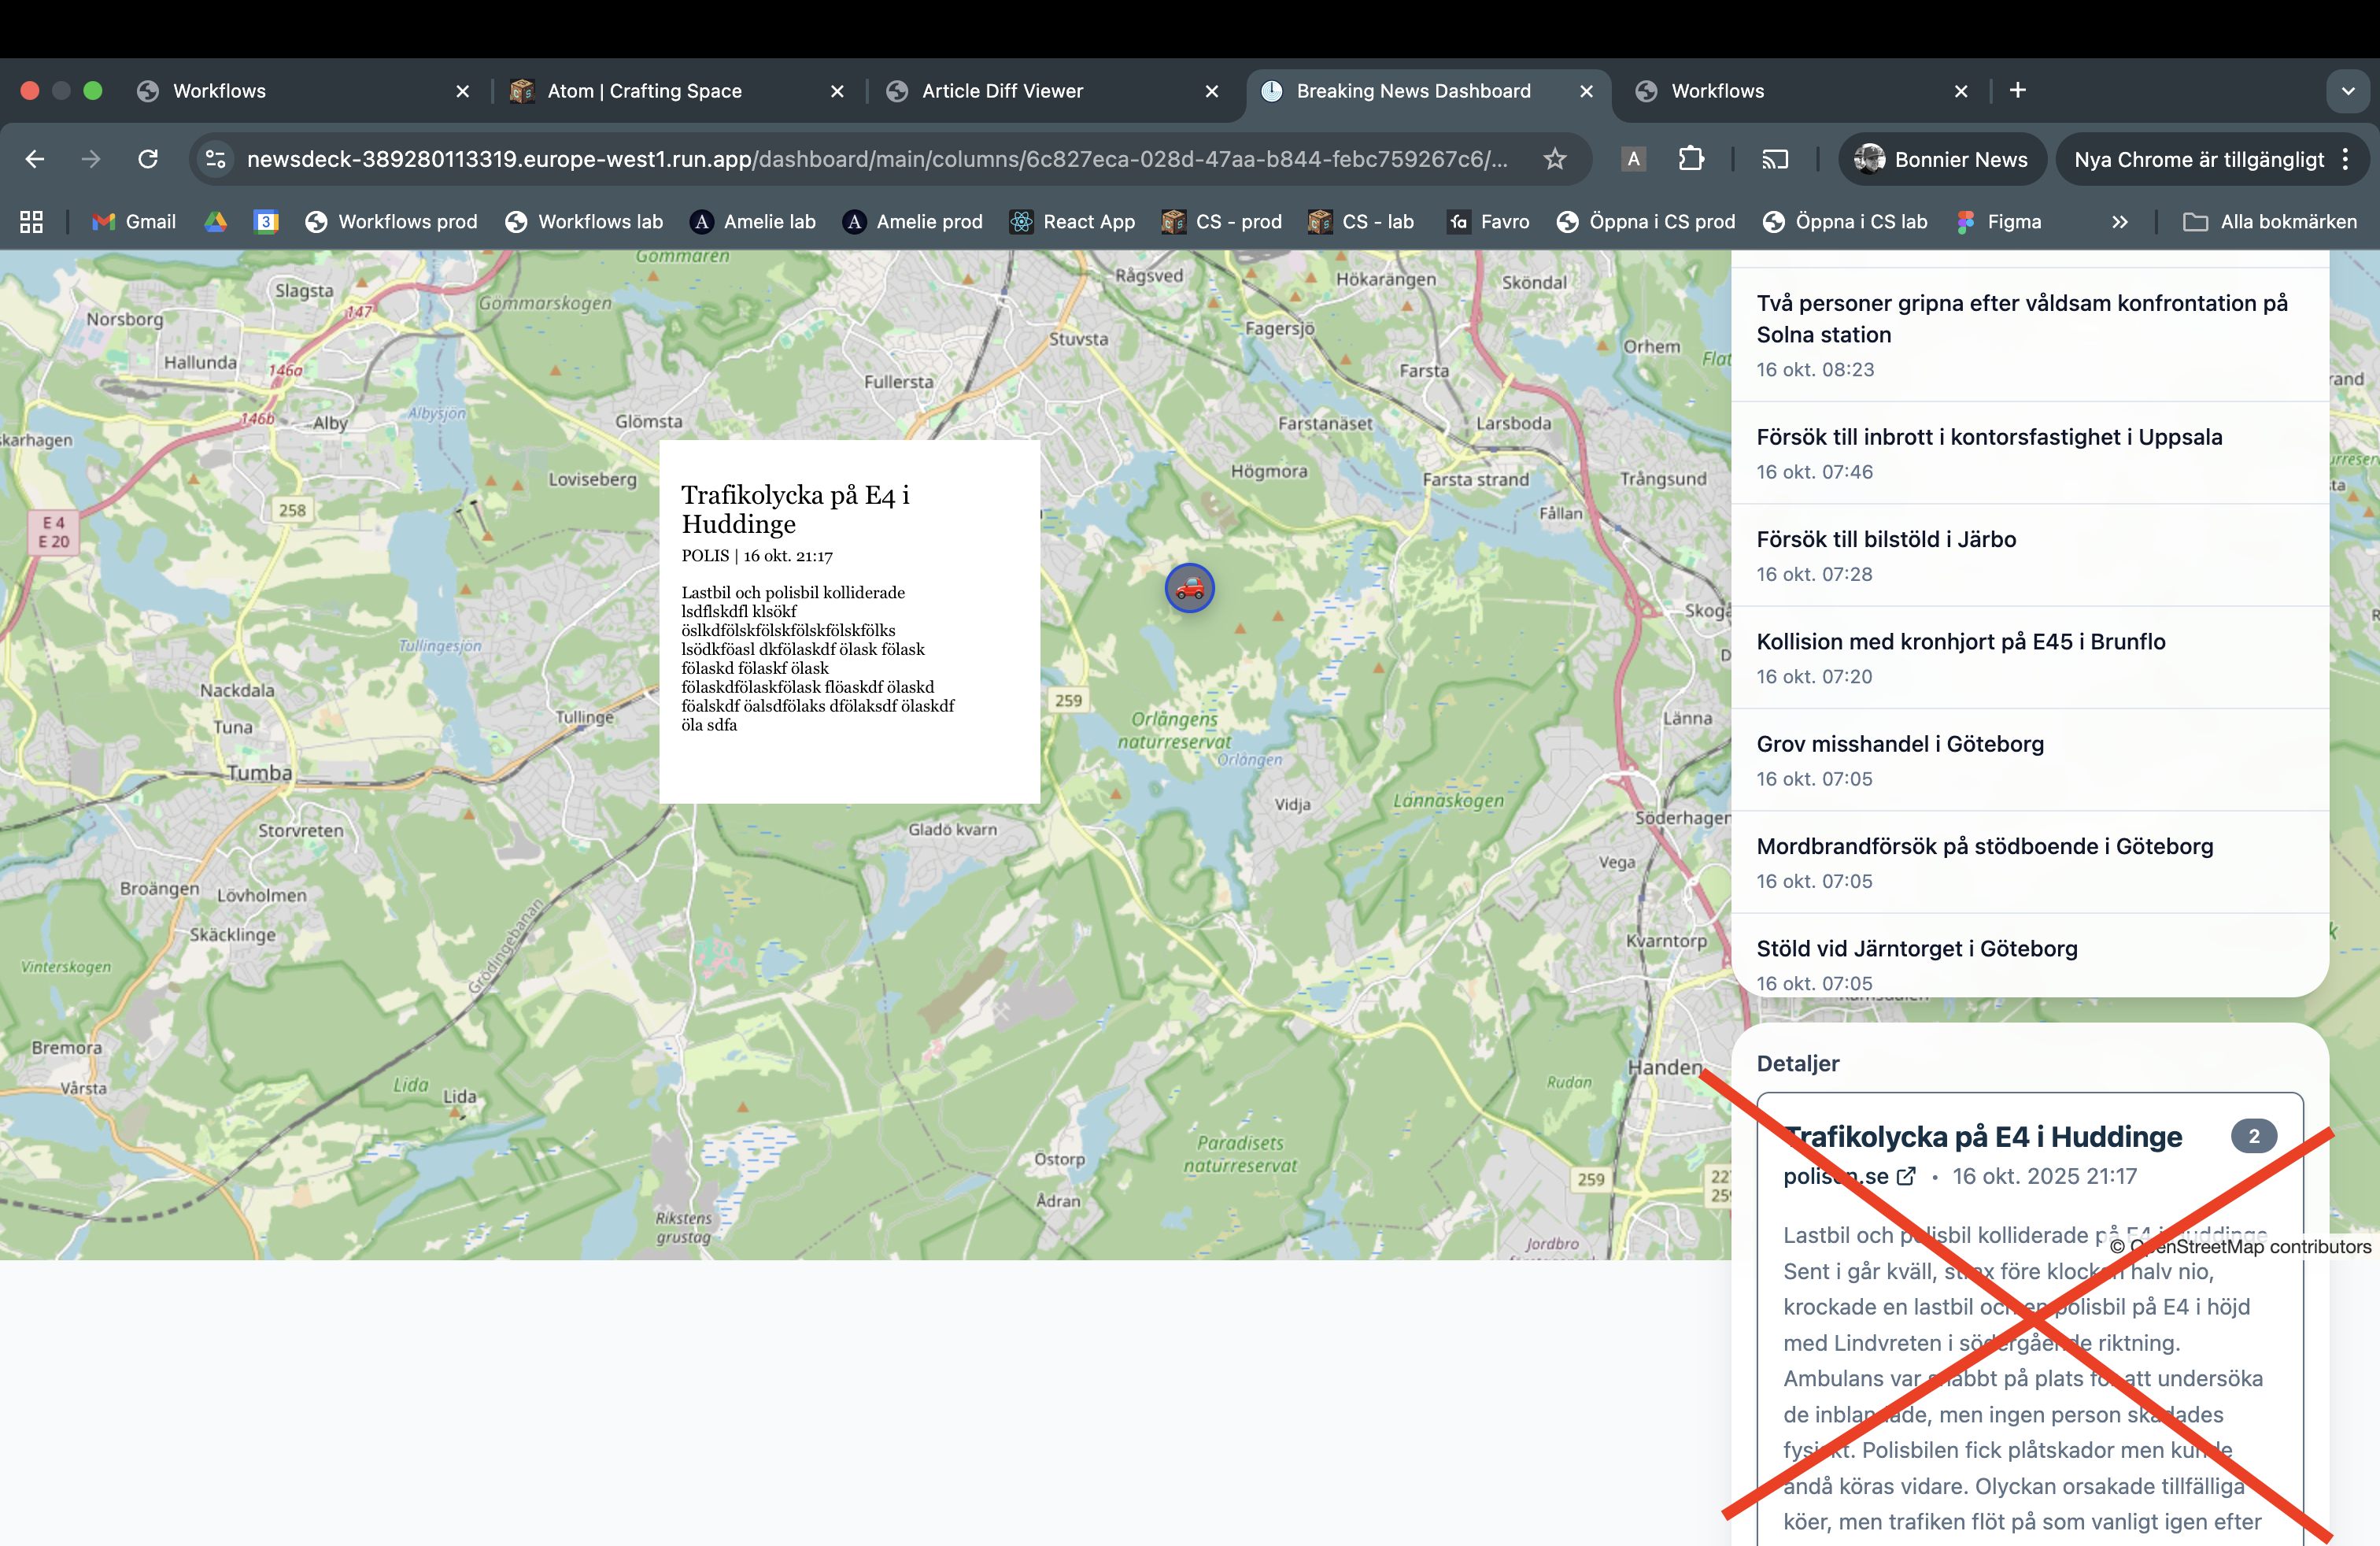 Workflows
Atom | Crafting Space
Article Diff Viewer
Breaking News Dashboard
Workflows
newsdeck-389280113319.europe-west1.run.app/dashboard/main/columns/6c827eca-028d-47aa-b844-febc759267c6/...
A
Bonnier News
Nya Chrome är tillgängligt
Gmail
3
Workflows prod
Workflows lab
A Amelie lab
A Amelie prod
React App
CS - prod
CS - lab
fa Favro
Öppna i CS prod
Öppna i CS lab
Figma
Alla bokmärken
Gömmaren
Rågsved
Hökarängen
Sköndal
Slagsta
Gömmarskogen
147
Norsborg
Fagersjö
Stuvsta
Orhem
Flat
Hallunda
146a
Fullersta
Farsta
rand
146b
Alby
Albysjön
Glömsta
Farstanäset
Larsboda
skarhagen
Loviseberg
Högmora
Farsta strand
Trångsund
258
Fållan
E 4
E 20
Trafikolycka på E4 i
Huddinge
POLIS | 16 okt. 21:17
Lastbil och polisbil kolliderade
lsdflskdfl klsökf
öslkdfölskfölskfölskfölskfölks
lsödkföasl dkfölaskdf ölask fölask
fölaskd fölaskf ölask
fölaskdfölaskfölask flöaskdf ölaskd
föalskdf öalsdfölaks dfölaksdf ölaskdf
öla sdfa
Skogå
Tullingesjön
Nackdala
Tuna
Tullinge
259
Orlångens
naturreservat
Orlången
Länna
Tumba
Vidja
Lännaskogen
Söderhagen
Storvreten
Gladö kvarn
Vega
Broängen
Lövholmen
Skäcklinge
Grödingebanan
Kvarntorp
Vinterskogen
Bremora
Handen
Vårsta
Lida
Lida
Rudan
Paradisets
naturreservat
Östorp
259
227
259
Ådran
Rikstens
grustag
Jordbro
Två personer gripna efter våldsam konfrontation på
Solna station
16 okt. 08:23
Försök till inbrott i kontorsfastighet i Uppsala
16 okt. 07:46
Försök till bilstöld i Järbo
16 okt. 07:28
Kollision med kronhjort på E45 i Brunflo
16 okt. 07:20
Grov misshandel i Göteborg
16 okt. 07:05
Mordbrandförsök på stödboende i Göteborg
16 okt. 07:05
Stöld vid Järntorget i Göteborg
16 okt. 07:05
Detaljer
Trafikolycka på E4 i Huddinge
2
polisen.se • 16 okt. 2025 21:17
Lastbil och polisbil kolliderade på E4 i Huddinge
© OpenStreetMap contributors
Sent i går kväll, strax före klockan halv nio,
krockade en lastbil och en polisbil på E4 i höjd
med Lindvreten i södergående riktning.
Ambulans var snabbt på plats för att undersöka
de inblandade, men ingen person skadades
fysiskt. Polisbilen fick plåtskador men kunde
ändå köras vidare. Olyckan orsakade tillfälliga
köer, men trafiken flöt på som vanligt igen efter